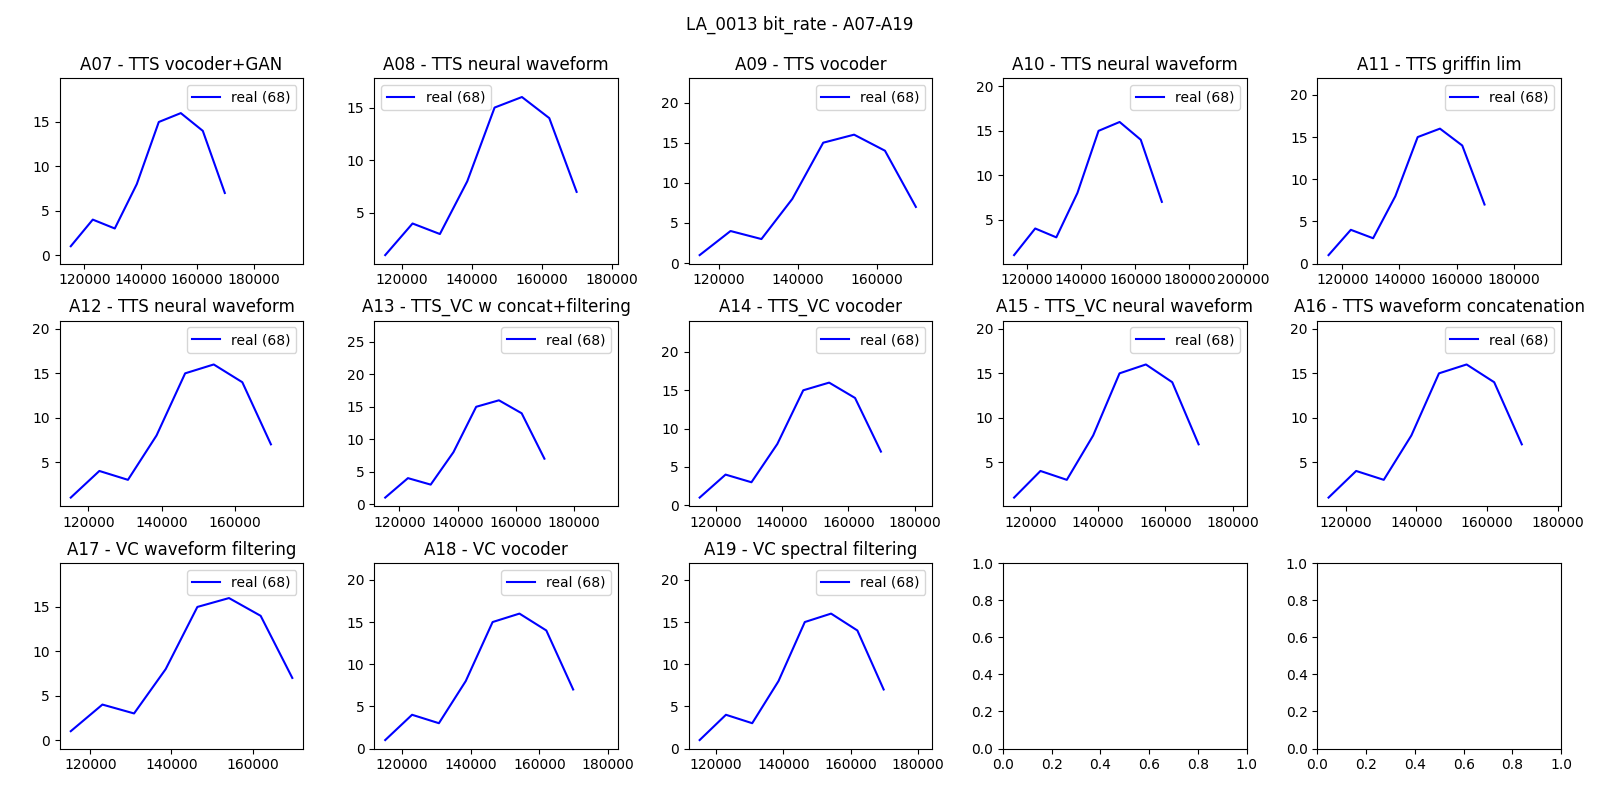 LA_0013 bit_rate - A07-A19
A07 - TTS vocoder+GAN
real (68)
15
10
5
0
120000 140000 160000 180000
A08 - TTS neural waveform
real (68)
15
10
5
120000 140000 160000 180000
A09 - TTS vocoder
real (68)
20
15
10
5
0
120000 140000 160000
A10 - TTS neural waveform
real (68)
20
15
10
5
120000 140000 160000 180000 200000
A11 - TTS griffin lim
real (68)
20
15
10
5
0
120000 140000 160000 180000
A12 - TTS neural waveform
real (68)
20
15
10
5
120000 140000 160000
A13 - TTS_VC w concat+filtering
real (68)
25
20
15
10
5
0
120000 140000 160000 180000
A14 - TTS_VC vocoder
real (68)
20
15
10
5
0
120000 140000 160000 180000
A15 - TTS_VC neural waveform
real (68)
20
15
10
5
120000 140000 160000 180000
A16 - TTS waveform concatenation
real (68)
20
15
10
5
120000 140000 160000 180000
A17 - VC waveform filtering
real (68)
15
10
5
0
120000 140000 160000
A18 - VC vocoder
real (68)
20
15
10
5
0
120000 140000 160000 180000
A19 - VC spectral filtering
real (68)
20
15
10
5
0
120000 140000 160000 180000
1.0
0.8
0.6
0.4
0.2
0.0
0.0 0.2 0.4 0.6 0.8 1.0
1.0
0.8
0.6
0.4
0.2
0.0
0.0 0.2 0.4 0.6 0.8 1.0